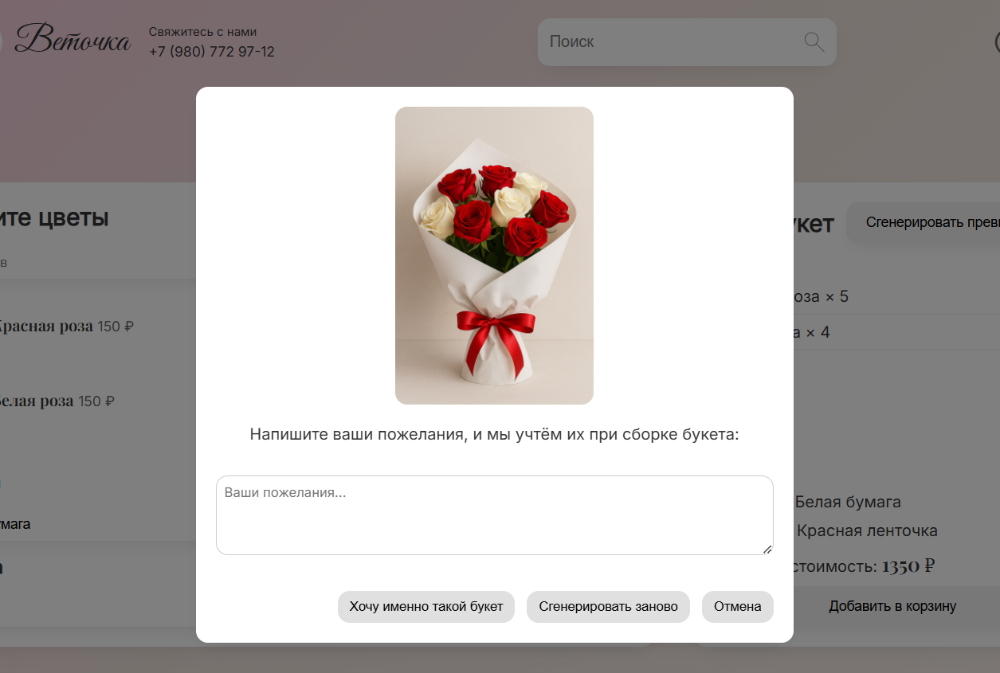 Веточка
Свяжитесь с нами
+7 (980) 772 97-12
Поиск
ите цветы
в
Красная роза 150 ₽
Белая роза 150 ₽
умага
укет
Сгенерировать прев
оза × 5
а × 4
Белая бумага
Красная ленточка
стоимость: 1350 ₽
Добавить в корзину
Напишите ваши пожелания, и мы учтём их при сборке букета:
Ваши пожелания...
Хочу именно такой букет
Сгенерировать заново
Отмена